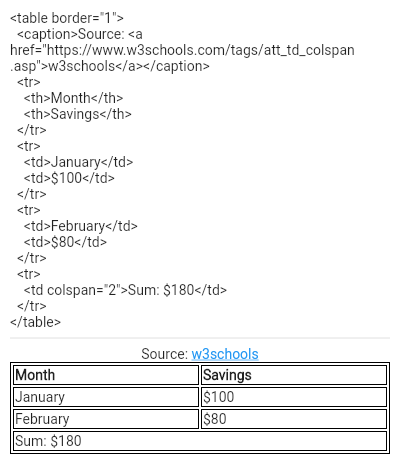 <table border="1">
  <caption>Source: <a
href="https://www.w3schools.com/tags/att_td_colspan
.asp">w3schools</a></caption>
  <tr>
    <th>Month</th>
    <th>Savings</th>
  </tr>
  <tr>
    <td>January</td>
    <td>$100</td>
  </tr>
  <tr>
    <td>February</td>
    <td>$80</td>
  </tr>
  <tr>
    <td colspan="2">Sum: $180</td>
  </tr>
</table>
Source: w3schools
Month Savings
January $100
February $80
Sum: $180